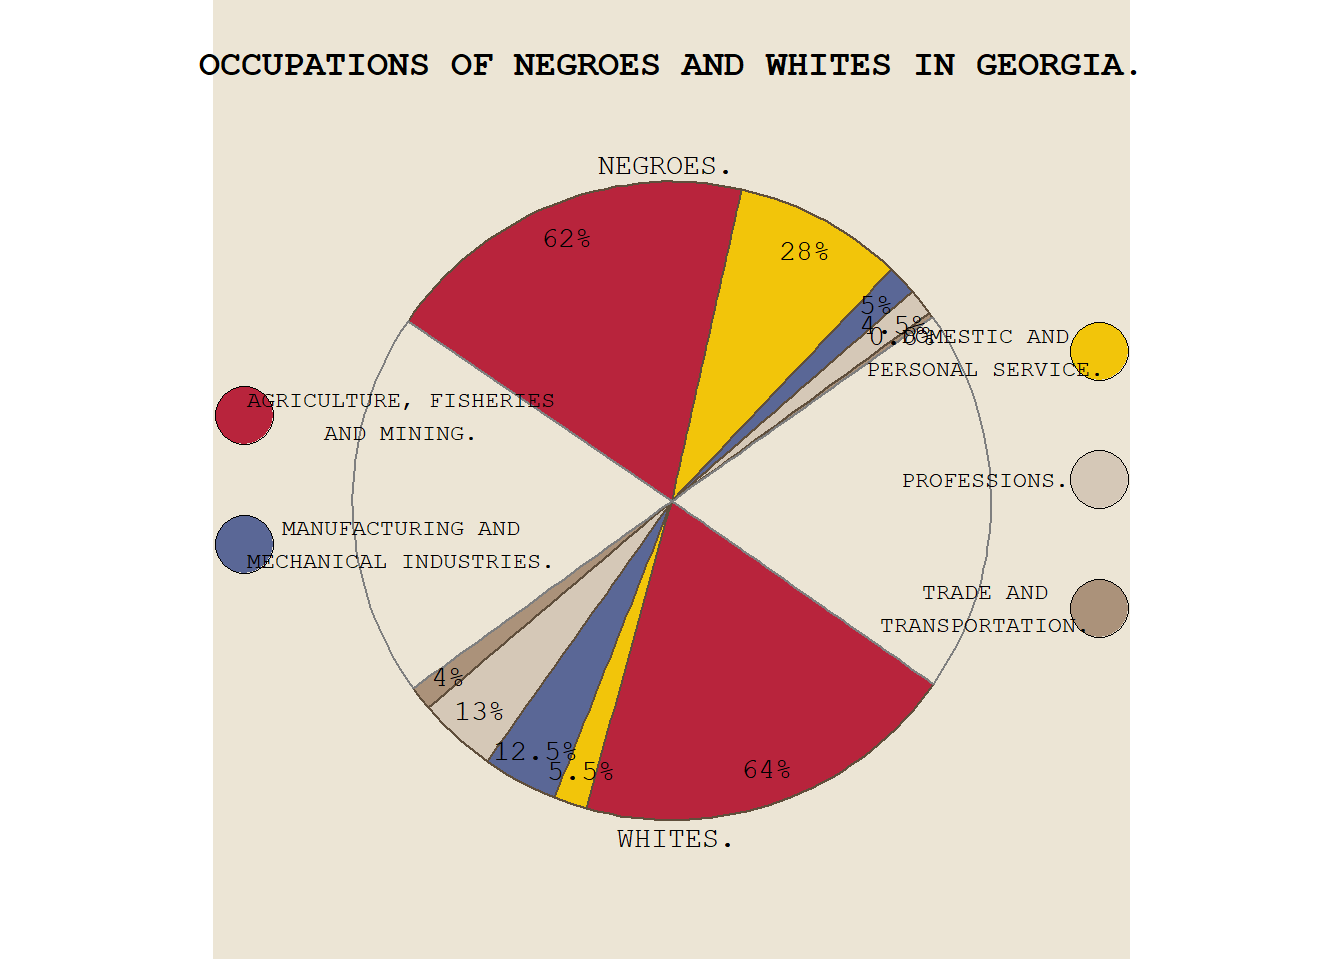 OCCUPATIONS OF NEGROES AND WHITES IN GEORGIA.
NEGROES.
62%
28%
5%
4.5%
0.8%
DOMESTIC AND
PERSONAL SERVICE.
AGRICULTURE, FISHERIES
AND MINING.
PROFESSIONS.
MANUFACTURING AND
MECHANICAL INDUSTRIES.
TRADE AND
TRANSPORTATION.
4%
13%
12.5%
5.5%
64%
WHITES.